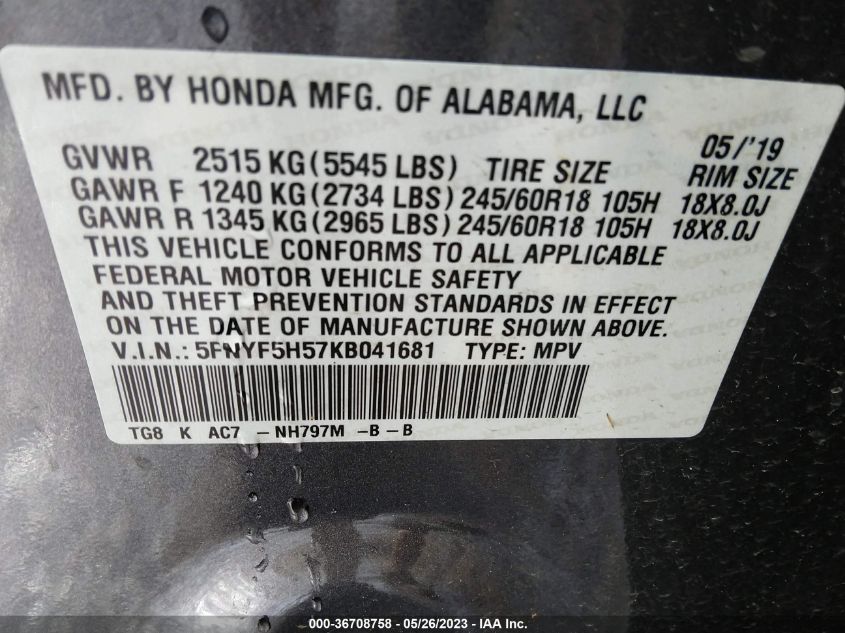 MFD. BY HONDA MFG. OF ALABAMA, LLC
05/'19
GVWR 2515 KG (5545 LBS) TIRE SIZE RIM SIZE
GAWR F 1240 KG (2734 LBS) 245/60R18 105H 18X8.0J
GAWR R 1345 KG (2965 LBS) 245/60R18 105H 18X8.0J
THIS VEHICLE CONFORMS TO ALL APPLICABLE
FEDERAL MOTOR VEHICLE SAFETY
AND THEFT PREVENTION STANDARDS IN EFFECT
ON THE DATE OF MANUFACTURE SHOWN ABOVE.
V.I.N.: 5FNYF5H57KB041681 TYPE: MPV
TG8 K AC7 – NH797M – B – B
000-36708758 - 05/26/2023 - IAA Inc.